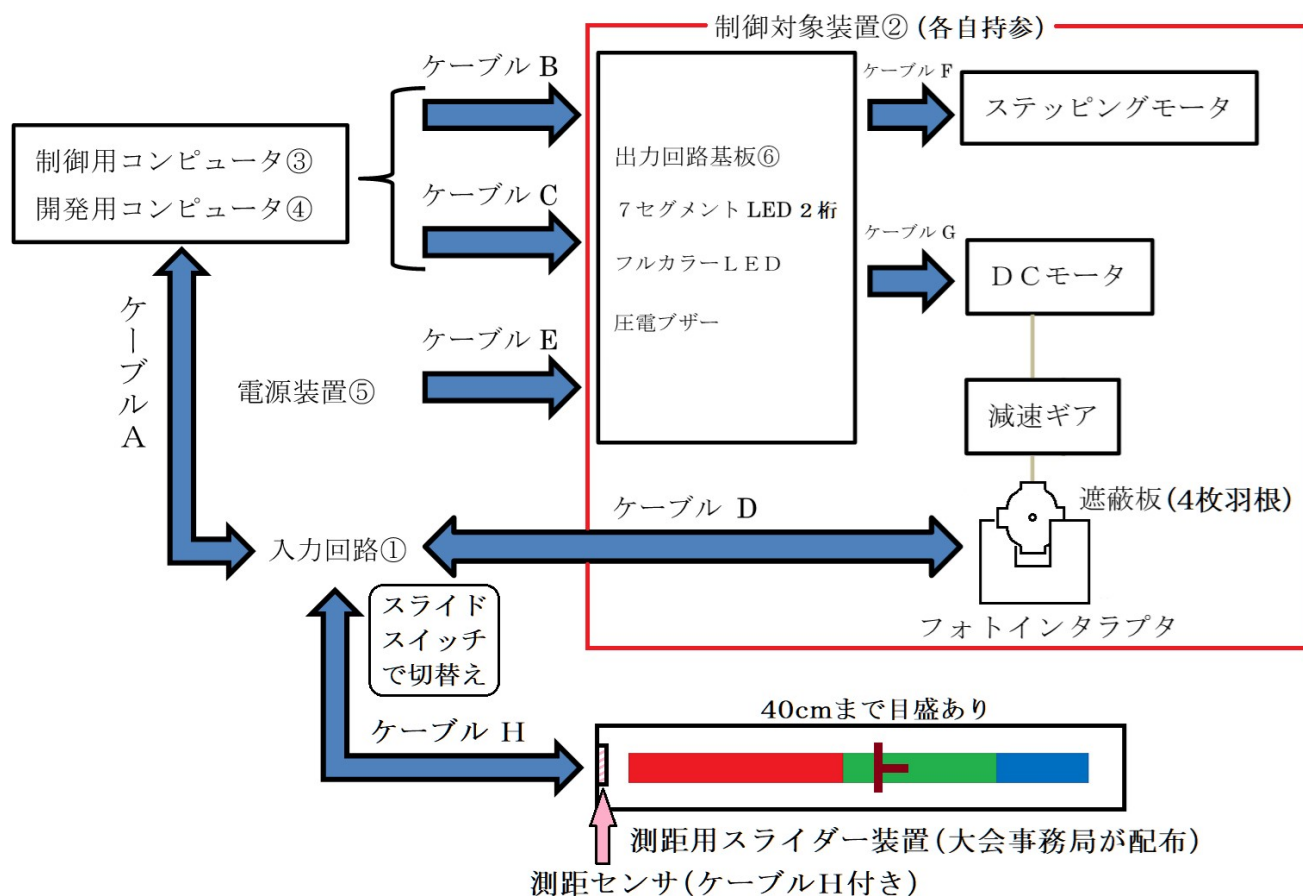 制御対象装置② (各自持参)
ケーブル B
ケーブル F
ステッピングモータ
制御用コンピュータ③
開発用コンピュータ④
出力回路基板⑥
7セグメント LED 2桁
フルカラーLED
圧電ブザー
ケーブル C
ケーブル G
DCモータ
ケーブルA
ケーブル E
電源装置⑤
減速ギア
ケーブル D
遮蔽板(4枚羽根)
入力回路①
スライド
スイッチ
で切替え
フォトインタラプタ
ケーブル H
40cmまで目盛あり
測距用スライダー装置(大会事務局が配布)
測距センサ(ケーブルH付き)